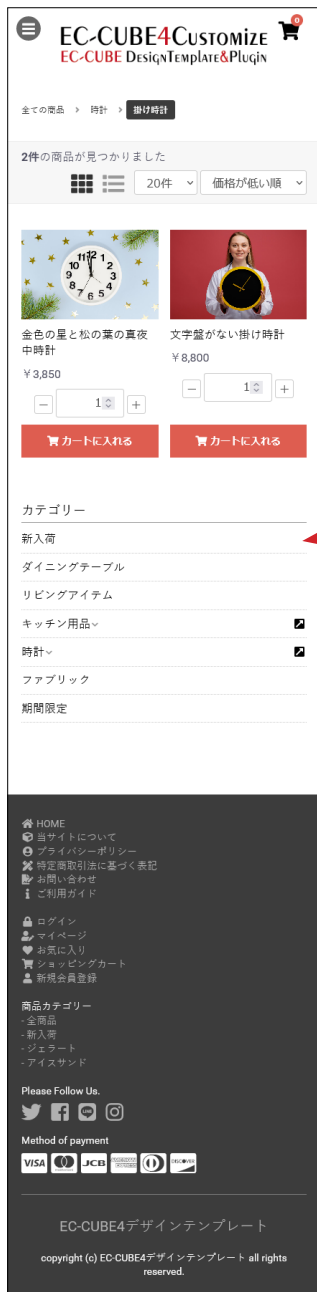 EC-CUBE4Customize
EC-CUBE DesignTemplate&Plugin
0
全ての商品 > 時計 > 掛け時計
2件の商品が見つかりました
20件 価格が低い順
金色の星と松の葉の真夜中時計
￥3,850
− 1 +
カートに入れる
文字盤がない掛け時計
￥8,800
− 1 +
カートに入れる
カテゴリー
新入荷
ダイニングテーブル
リビングアイテム
キッチン用品
時計
ファブリック
期間限定
HOME
当サイトについて
プライバシーポリシー
特定商取引法に基づく表記
お問い合わせ
ご利用ガイド
ログイン
マイページ
お気に入り
ショッピングカート
新規会員登録
商品カテゴリー
- 全商品
- 新入荷
- ジェラート
- アイスサンド
Please Follow Us.
LINE
Method of payment
VISA JCB AMERICAN EXPRESS DISCOVER
EC-CUBE4デザインテンプレート
copyright (c) EC-CUBE4デザインテンプレート all rights
reserved.